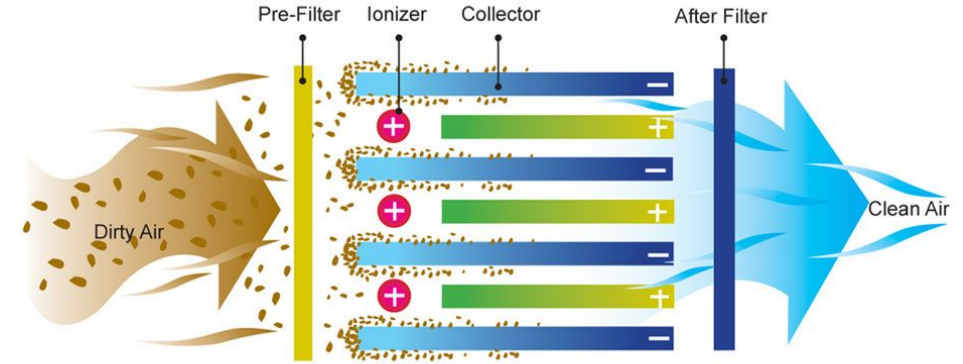 Pre-Filter
Ionizer
Collector
After Filter
Dirty Air
Clean Air
−
+
+
−
+
+
−
+
+
−